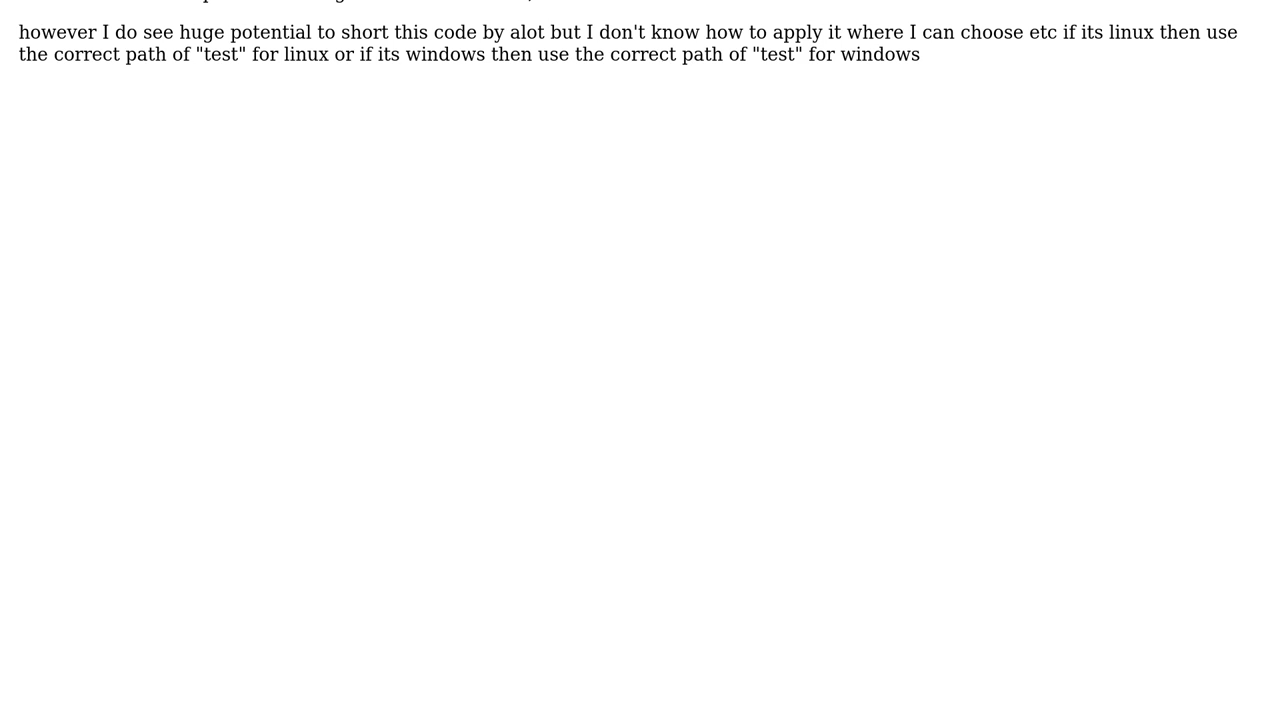 however I do see huge potential to short this code by alot but I don't know how to apply it where I can choose etc if its linux then use
the correct path of "test" for linux or if its windows then use the correct path of "test" for windows